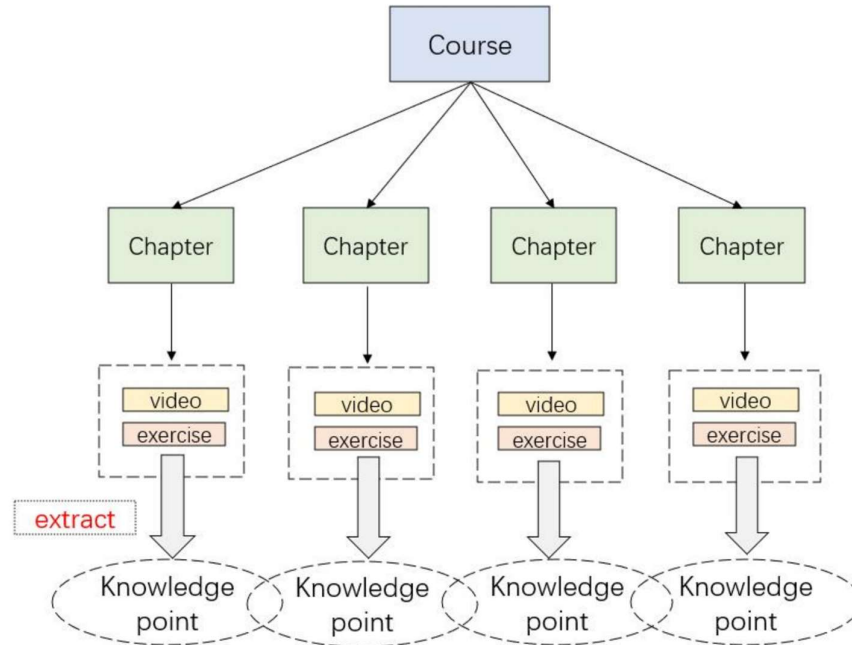 Course
Chapter
Chapter
Chapter
Chapter
video
exercise
video
exercise
video
exercise
video
exercise
extract
Knowledge
point
Knowledge
point
Knowledge
point
Knowledge
point